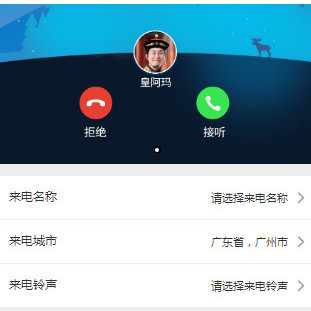 皇阿玛
拒绝 接听
来电名称 请选择来电名称
来电城市 广东省，广州市
来电铃声 请选择来电铃声